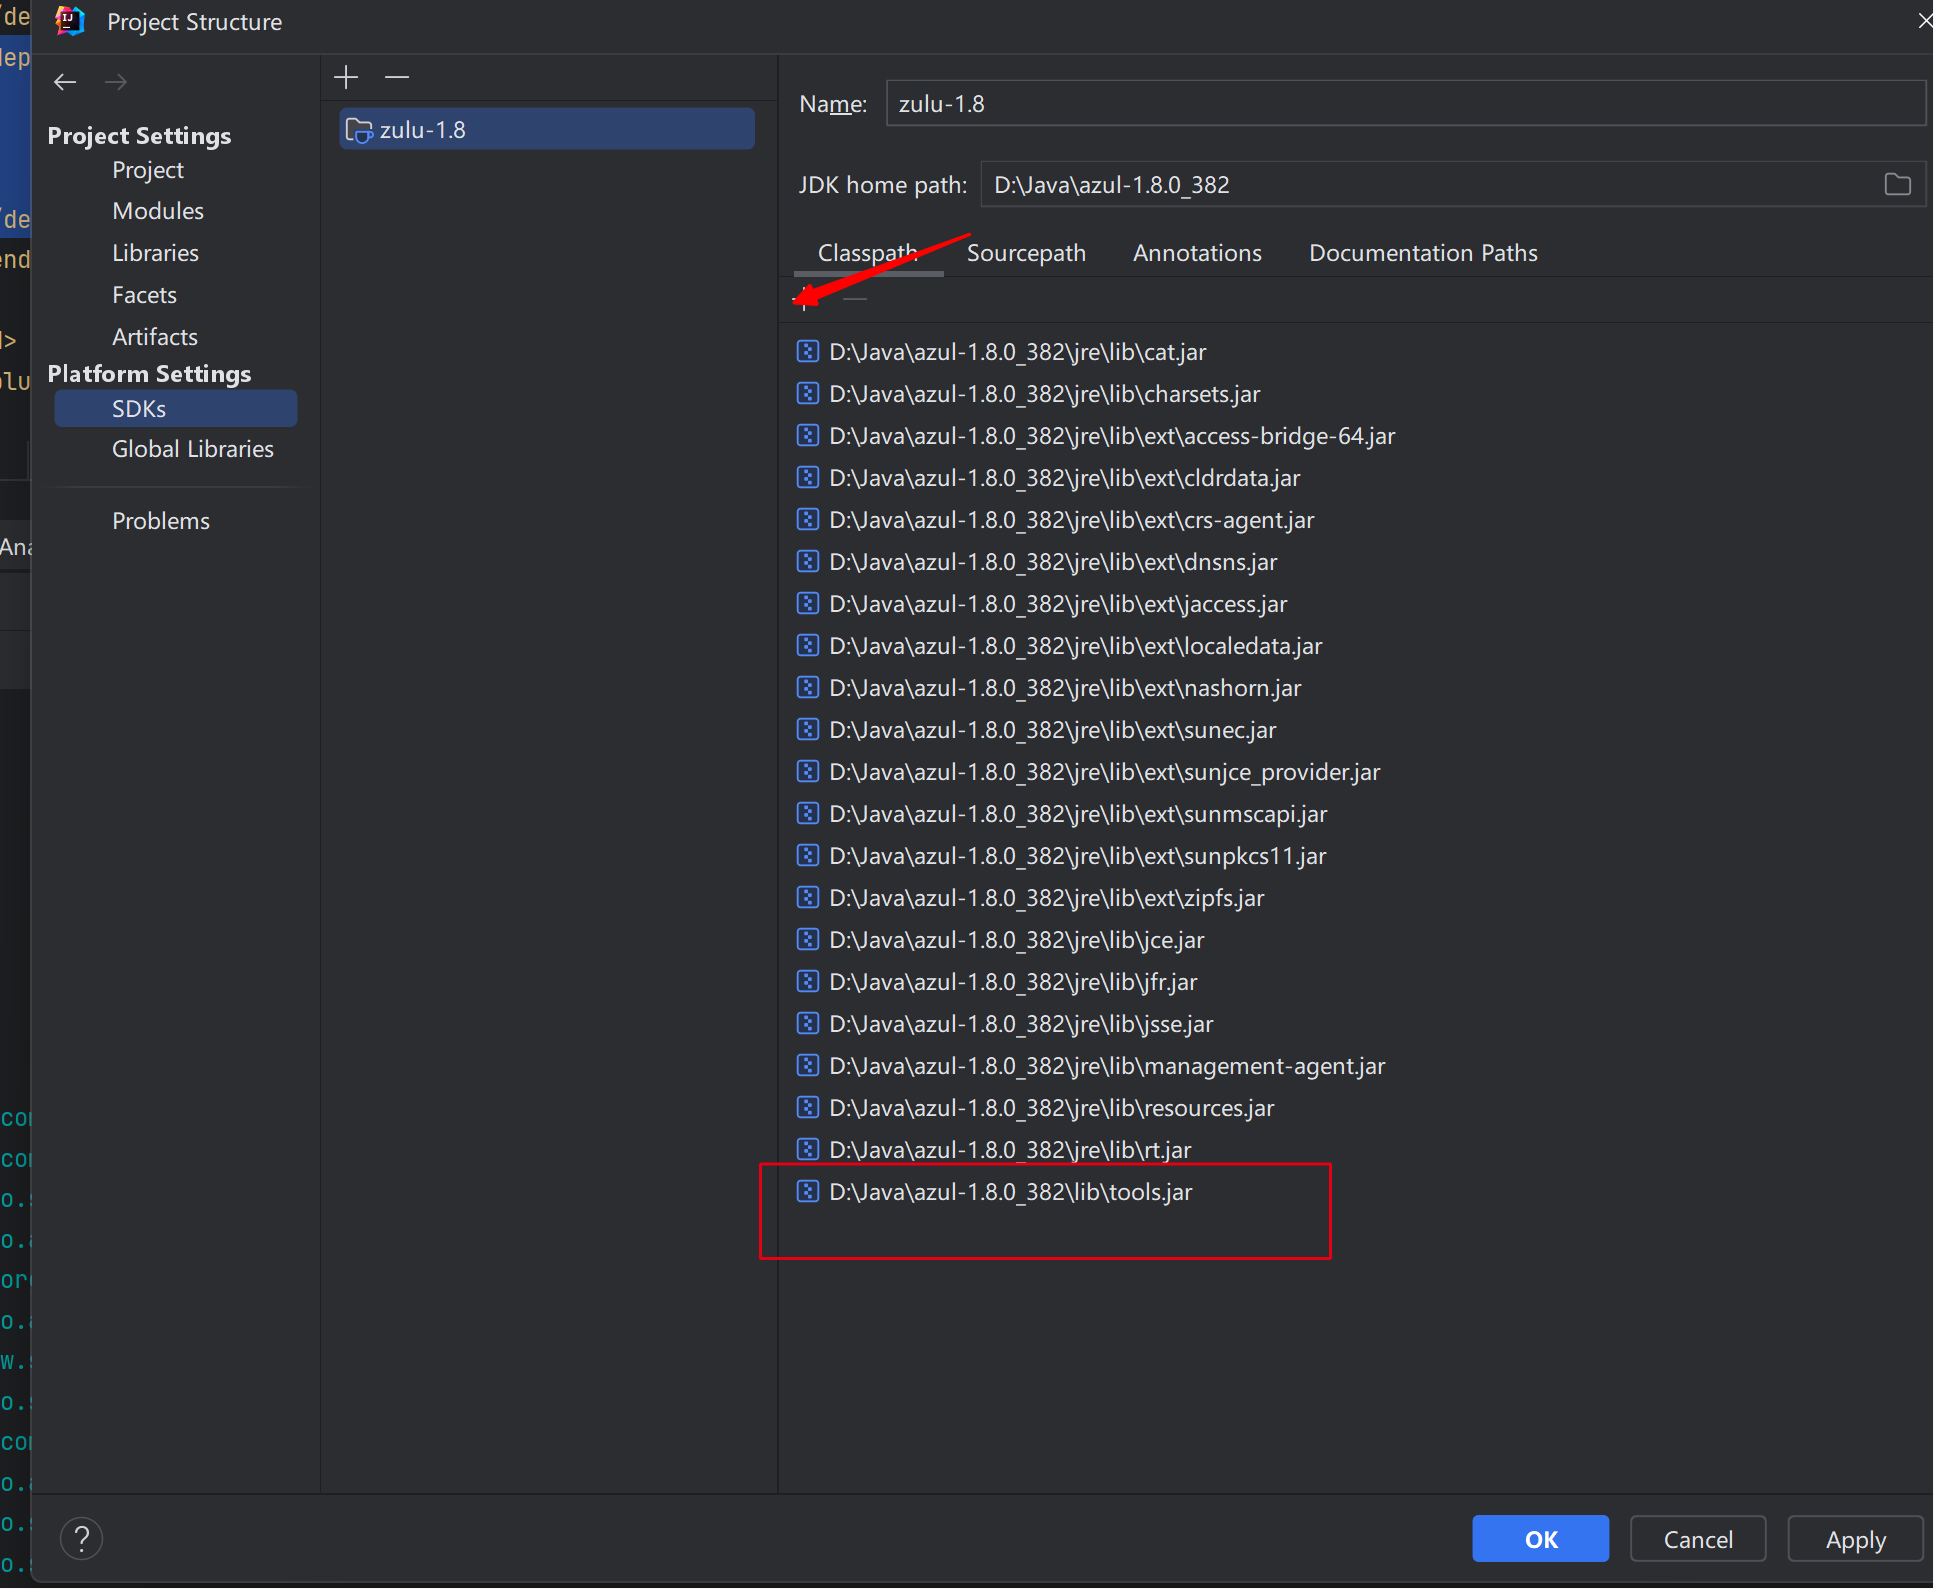 Project Structure
Project Settings
Project
Modules
Libraries
Facets
Artifacts
Platform Settings
SDKs
Global Libraries
Problems
zulu-1.8
Name: zulu-1.8
JDK home path: D:\Java\azul-1.8.0_382
Classpath Sourcepath Annotations Documentation Paths
D:\Java\azul-1.8.0_382\jre\lib\cat.jar
D:\Java\azul-1.8.0_382\jre\lib\charsets.jar
D:\Java\azul-1.8.0_382\jre\lib\ext\access-bridge-64.jar
D:\Java\azul-1.8.0_382\jre\lib\ext\cldrdata.jar
D:\Java\azul-1.8.0_382\jre\lib\ext\crs-agent.jar
D:\Java\azul-1.8.0_382\jre\lib\ext\dnsns.jar
D:\Java\azul-1.8.0_382\jre\lib\ext\jaccess.jar
D:\Java\azul-1.8.0_382\jre\lib\ext\localedata.jar
D:\Java\azul-1.8.0_382\jre\lib\ext\nashorn.jar
D:\Java\azul-1.8.0_382\jre\lib\ext\sunec.jar
D:\Java\azul-1.8.0_382\jre\lib\ext\sunjce_provider.jar
D:\Java\azul-1.8.0_382\jre\lib\ext\sunmscapi.jar
D:\Java\azul-1.8.0_382\jre\lib\ext\sunpkcs11.jar
D:\Java\azul-1.8.0_382\jre\lib\ext\zipfs.jar
D:\Java\azul-1.8.0_382\jre\lib\jce.jar
D:\Java\azul-1.8.0_382\jre\lib\jfr.jar
D:\Java\azul-1.8.0_382\jre\lib\jsse.jar
D:\Java\azul-1.8.0_382\jre\lib\management-agent.jar
D:\Java\azul-1.8.0_382\jre\lib\resources.jar
D:\Java\azul-1.8.0_382\jre\lib\rt.jar
D:\Java\azul-1.8.0_382\lib\tools.jar
?
OK Cancel Apply